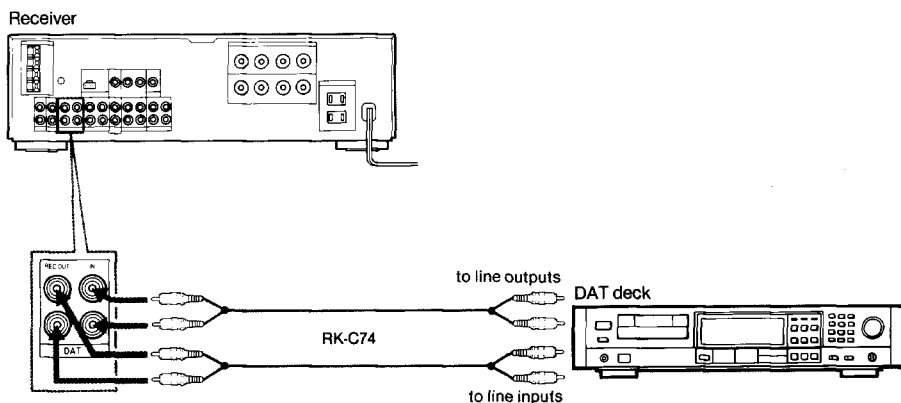 Receiver
REC OUT IN
DAT
to line outputs
DAT deck
RK-C74
to line inputs